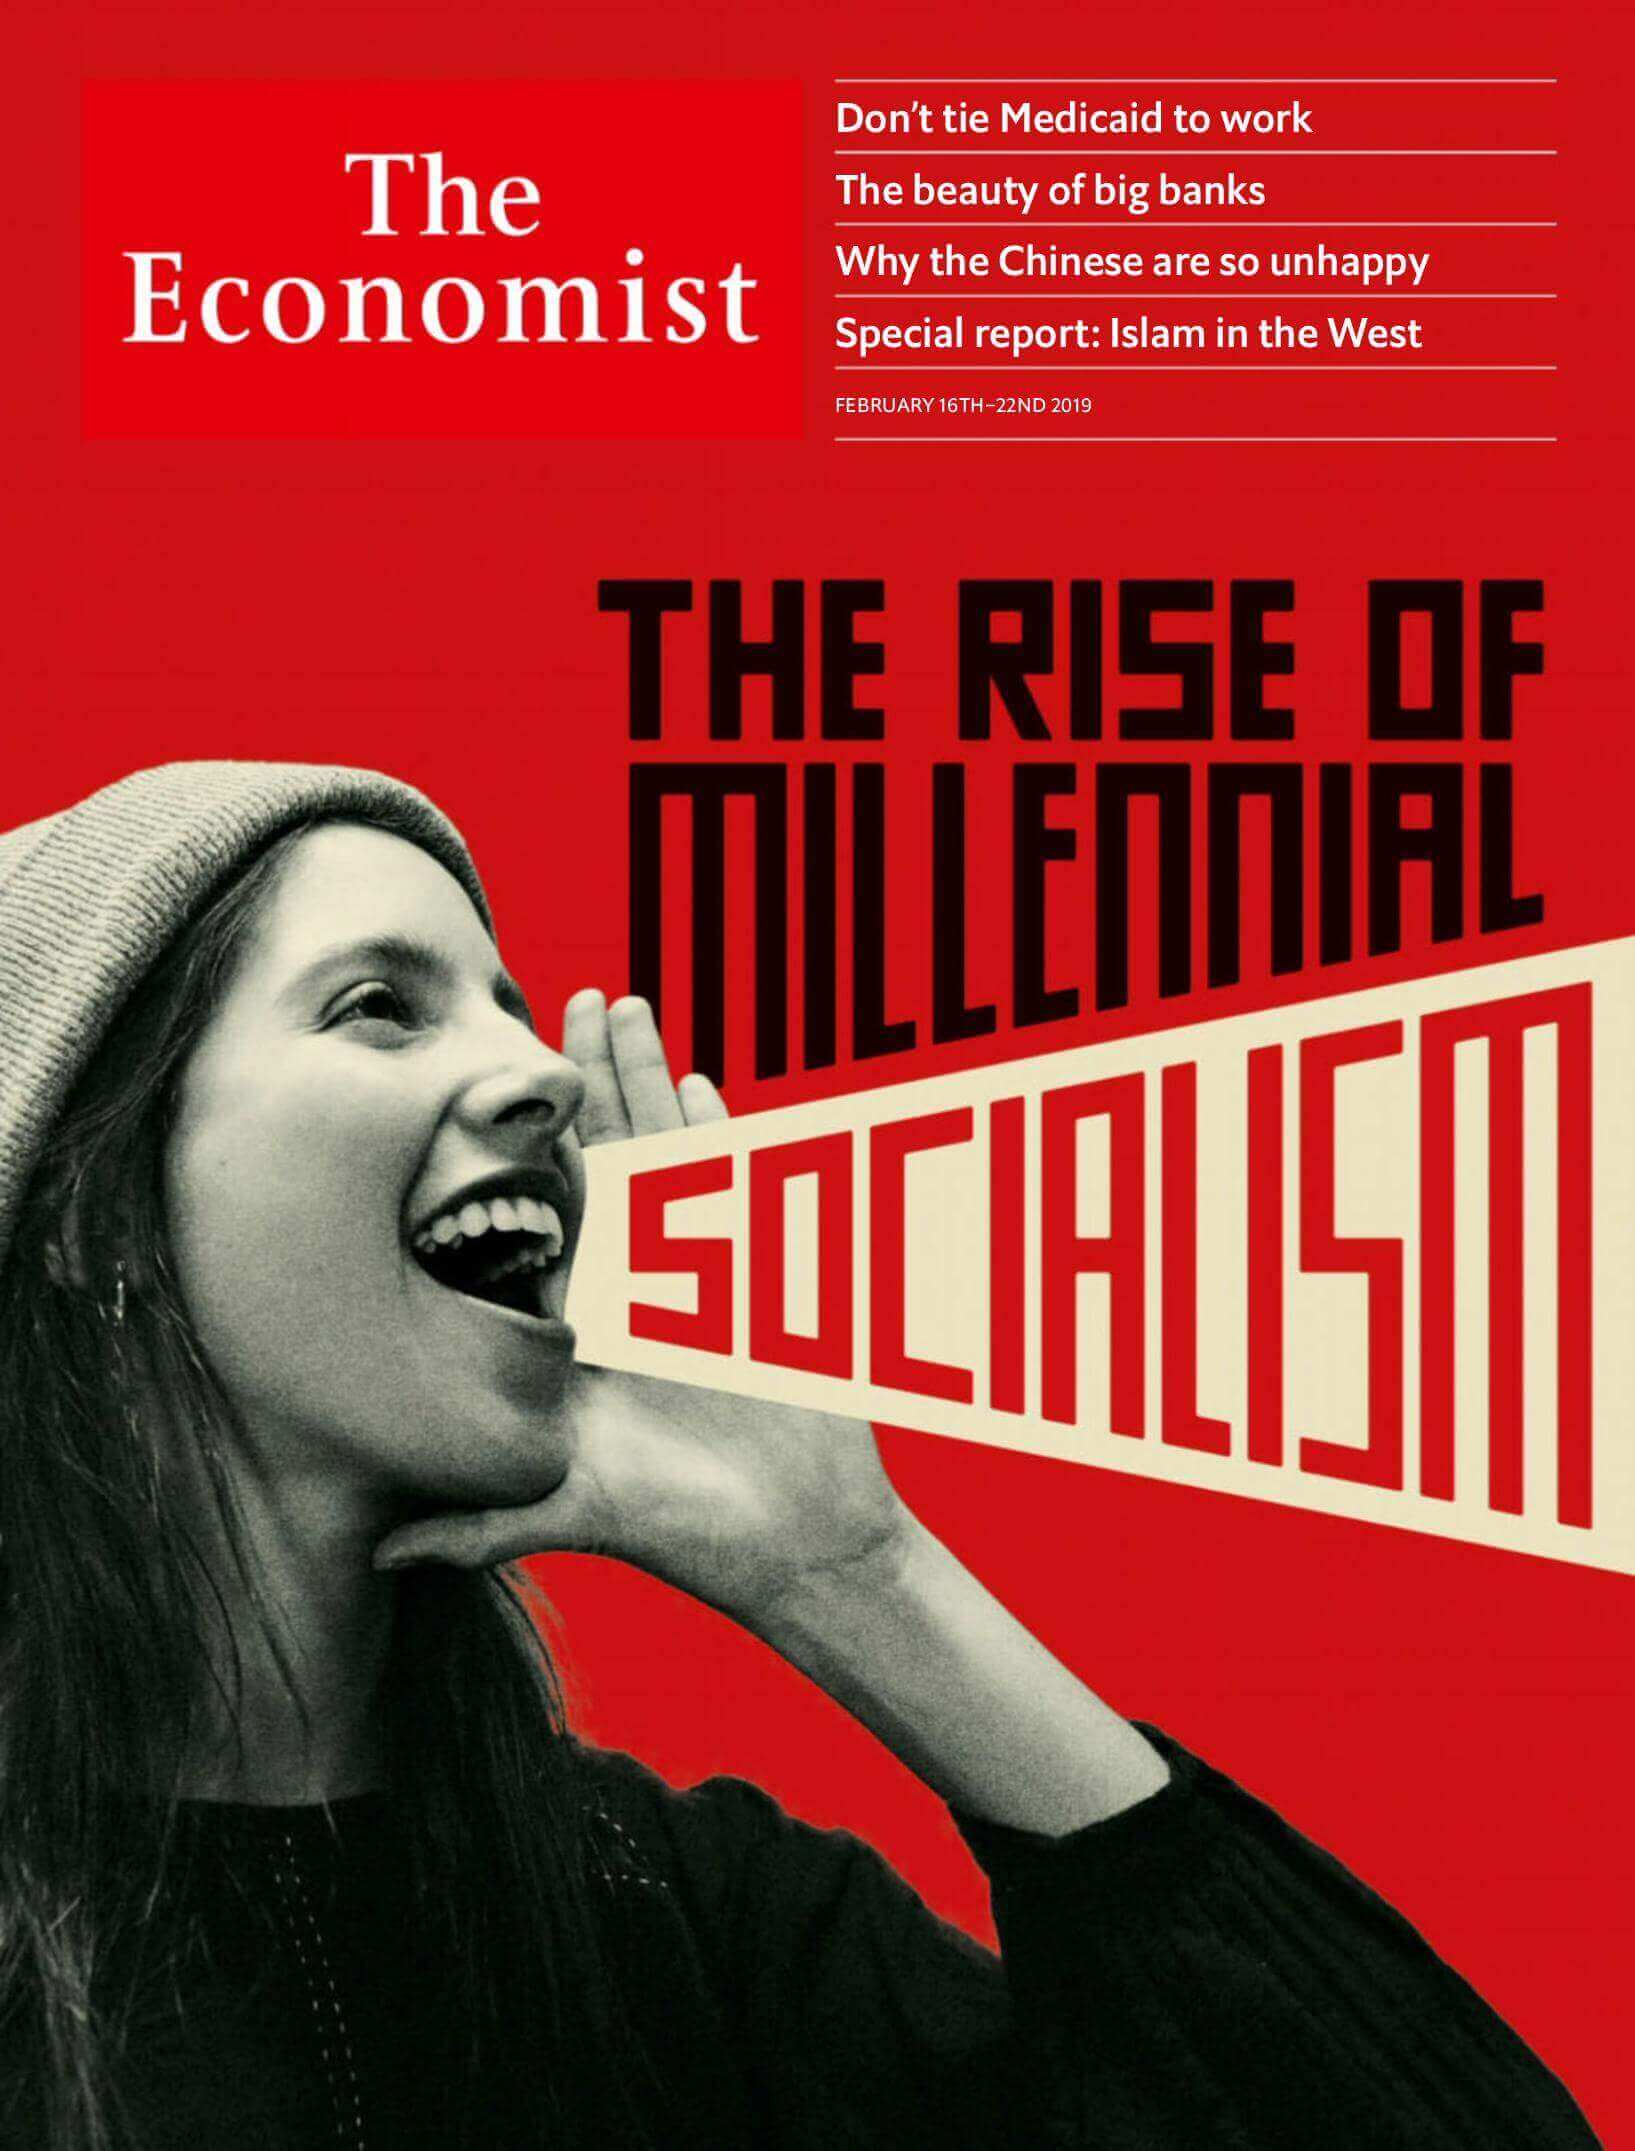 The
Economist
Don't tie Medicaid to work
The beauty of big banks
Why the Chinese are so unhappy
Special report: Islam in the West
FEBRUARY 16TH–22ND 2019
THE RISE OF
MILLENNIAL
SOCIALISM